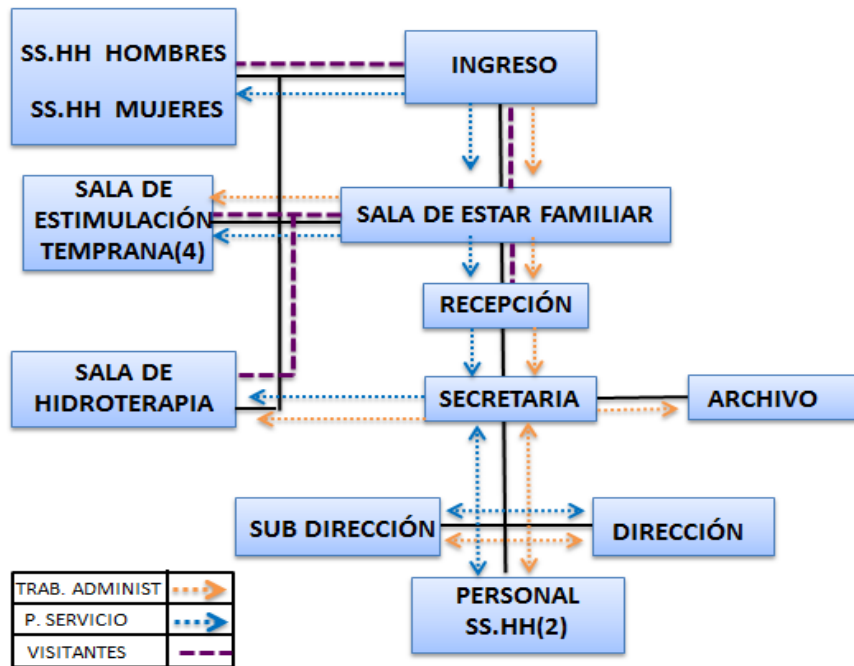 SS.HH HOMBRES
SS.HH MUJERES
INGRESO
SALA DE
ESTIMULACIÓN
TEMPRANA(4)
SALA DE ESTAR FAMILIAR
RECEPCIÓN
SALA DE
HIDROTERAPIA
SECRETARIA
ARCHIVO
SUB DIRECCIÓN
DIRECCIÓN
PERSONAL
SS.HH(2)
TRAB. ADMINIST
P. SERVICIO
VISITANTES